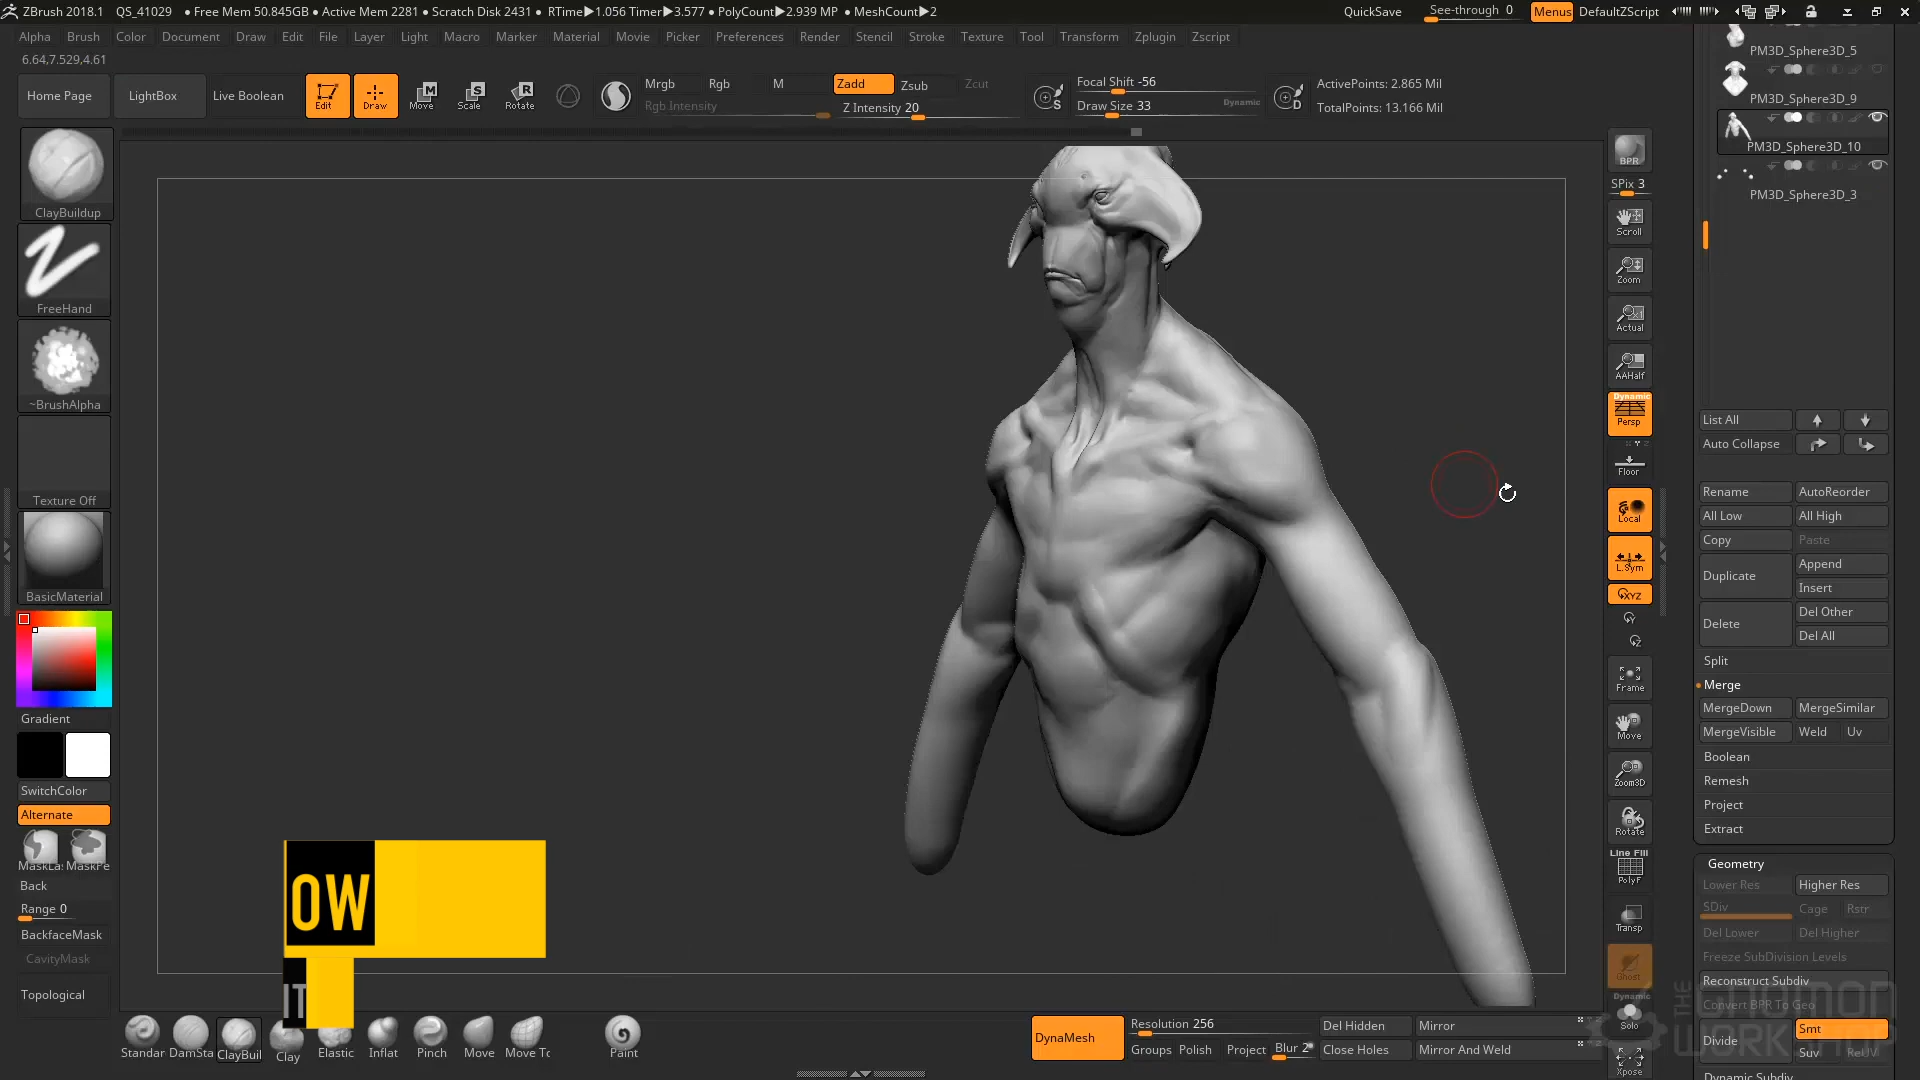 ZBrush 2018.1 QS_41029 ● Free Mem 50.845GB ● Active Mem 2281 ● Scratch Disk 2431 ● RTime▶1.056 Timer▶3.577 ● PolyCount▶2.939 MP ● MeshCount▶2 QuickSave See-through 0 Menus DefaultZScript
Alpha Brush Color Document Draw Edit File Layer Light Macro Marker Material Movie Picker Preferences Render Stencil Stroke Texture Tool Transform Zplugin Zscript
6.64,7.529,4.61
Home Page LightBox Live Boolean Edit Draw Move Scale Rotate
Mrgb Rgb M Zadd Zsub Zcut
Rgb Intensity Z Intensity 20
Focal Shift -56
Draw Size 33 Dynamic
ActivePoints: 2.865 Mil
TotalPoints: 13.166 Mil
ClayBuildup
FreeHand
~BrushAlpha
Texture Off
BasicMaterial
Gradient
SwitchColor
Alternate
MaskLa MaskPe
Back
Range 0
BackfaceMask
CavityMask
Topological
OW
IT
Standar DamSta ClayBuil Clay Elastic Inflat Pinch Move Move Tc Paint
DynaMesh
Resolution 256
Groups Polish Project Blur 2
Del Hidden Mirror
Close Holes Mirror And Weld
BPR
SPix 3
Scroll
Zoom
Actual
AAHalf
Dynamic
Persp
Floor
Local
L.Sym
XYZ
Y
Z
Frame
Move
Zoom3D
Rotate
Line Fill
PolyF
Transp
Ghost
Dynamic
Solo
Xpose
PM3D_Sphere3D_5
PM3D_Sphere3D_9
PM3D_Sphere3D_10
PM3D_Sphere3D_3
List All
Auto Collapse
Rename AutoReorder
All Low All High
Copy Paste
Duplicate Append
Insert
Delete Del Other
Del All
Split
Merge
MergeDown MergeSimilar
MergeVisible Weld Uv
Boolean
Remesh
Project
Extract
Geometry
Lower Res Higher Res
SDiv Cage Rstr
Del Lower Del Higher
Freeze SubDivision Levels
Reconstruct Subdiv
Convert BPR To Geo
Divide Smt
Suv ReUV
Dynamic Subdiv
THE GNOMON WORKSHOP